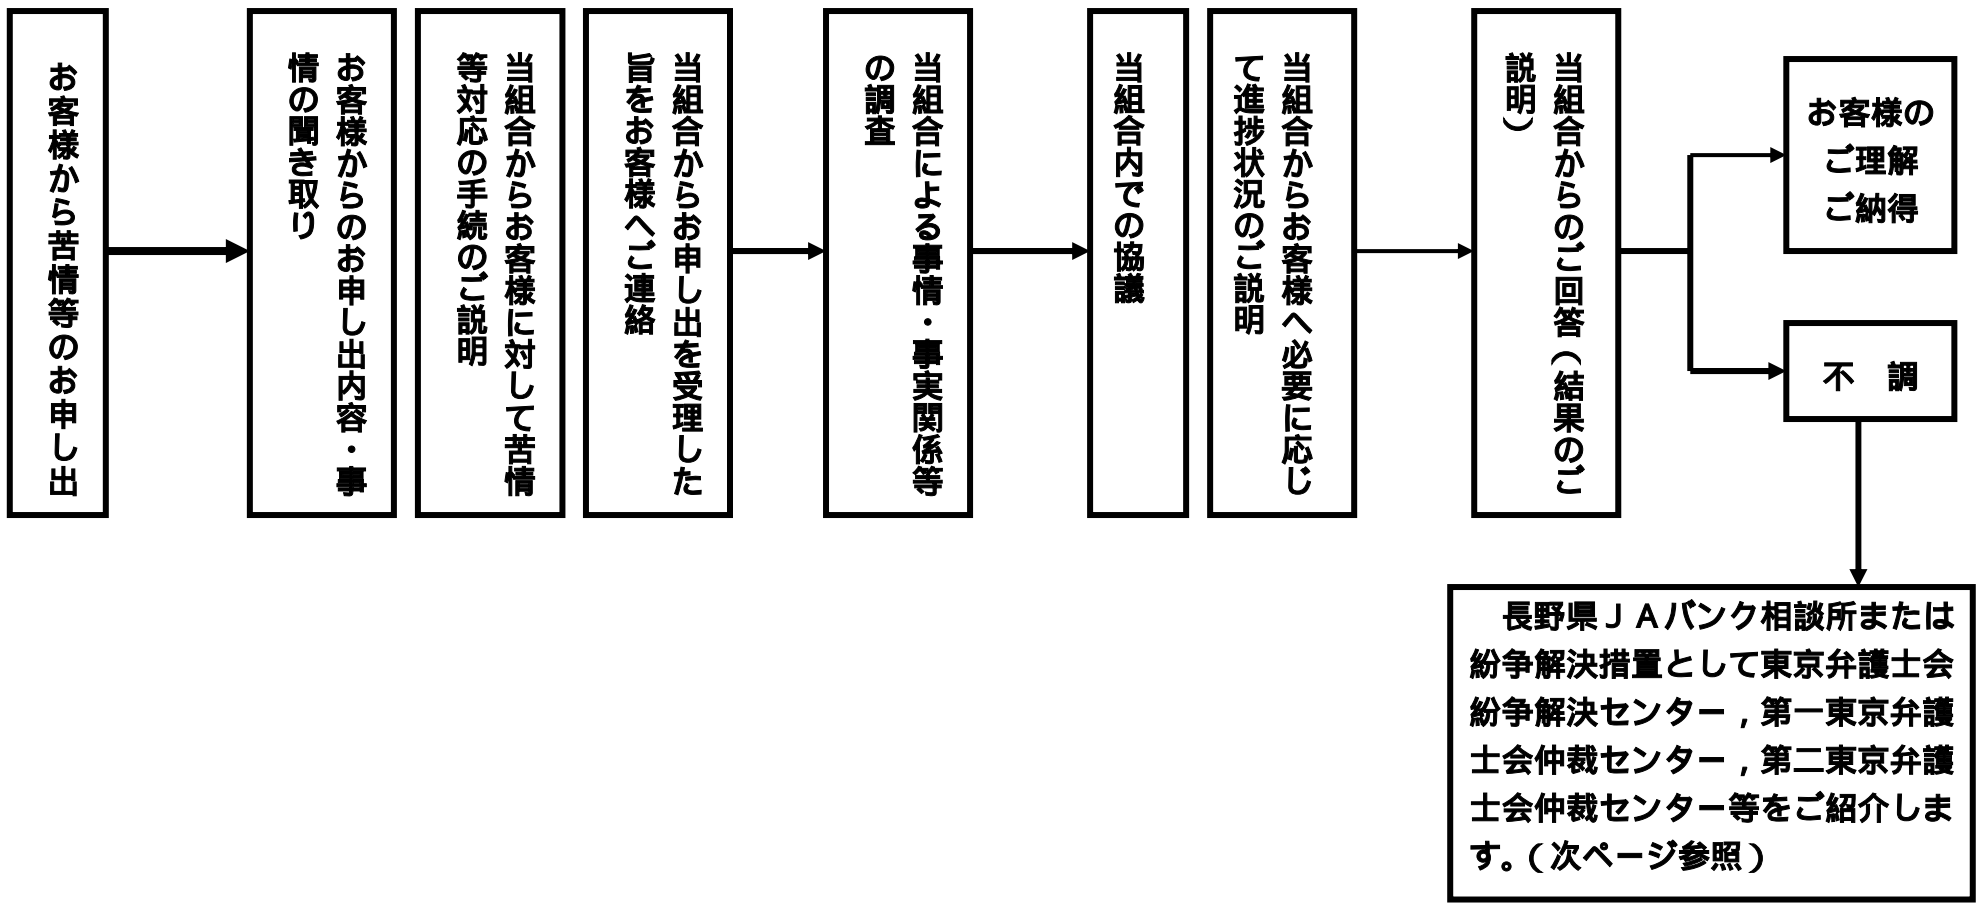 お客様から苦情等のお申し出
お客様からのお申し出内容・事
情の聞き取り
当組合からお客様に対して苦情
等対応の手続のご説明
当組合からお申し出を受理した
旨をお客様へご連絡
当組合による事情・事実関係等
の調査
当組合内での協議
当組合からお客様へ必要に応じ
て進捗状況のご説明
当組合からのご回答（結果のご
説明）
お客様の
ご理解
ご納得
不　調
長野県ＪＡバンク相談所または
紛争解決措置として東京弁護士会
紛争解決センター，第一東京弁護
士会仲裁センター，第二東京弁護
士会仲裁センター等をご紹介しま
す。（次ページ参照）